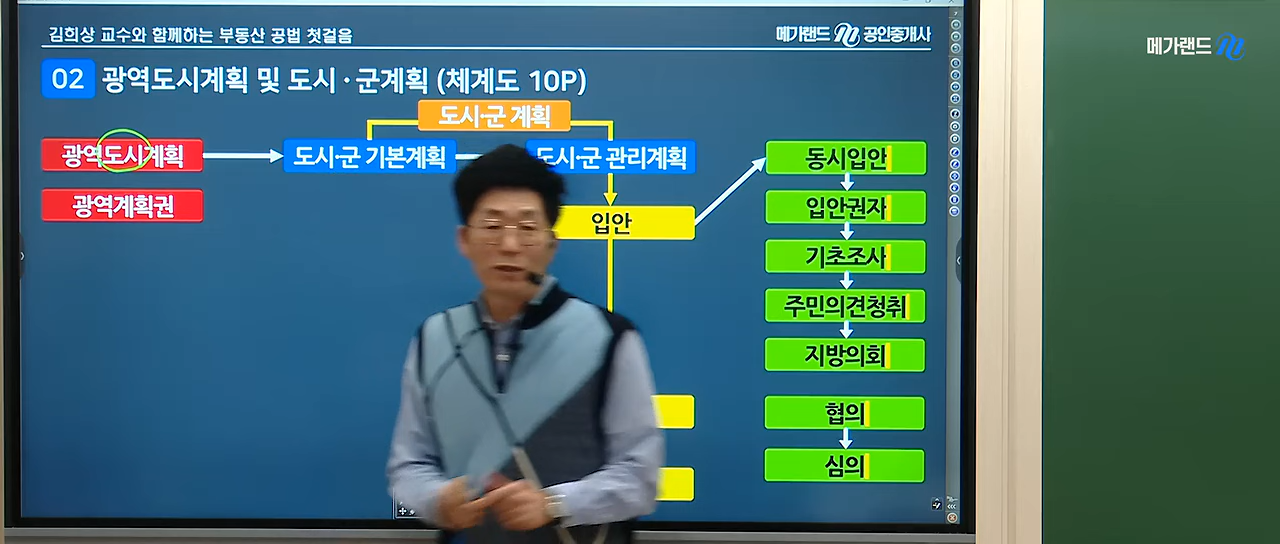 김희상 교수와 함께하는 부동산 공법 첫걸음
메가랜드 공인중개사
메가랜드
02 광역도시계획 및 도시·군계획 (체계도 10P)
도시·군 계획
광역도시계획
도시·군 기본계획
도시·군 관리계획
동시입안
광역계획권
입안
입안권자
기초조사
주민의견청취
지방의회
협의
심의